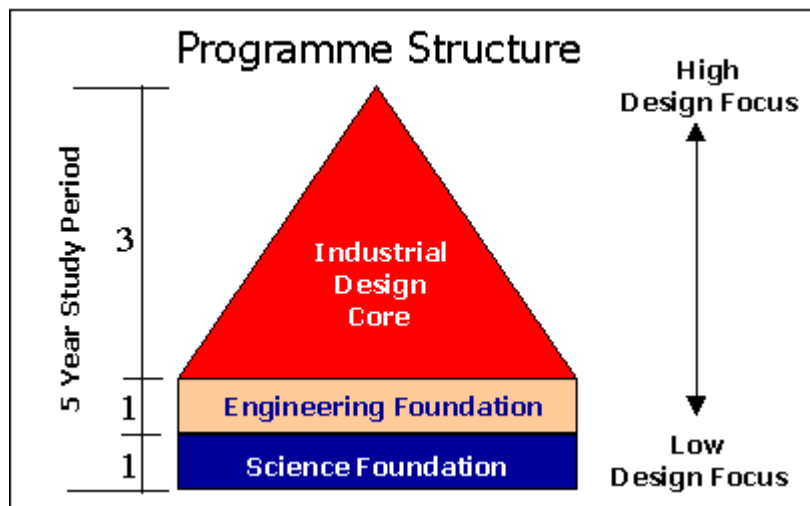 Programme Structure
High
Design Focus
5 Year Study Period
3
Industrial
Design
Core
1
Engineering Foundation
1
Science Foundation
Low
Design Focus